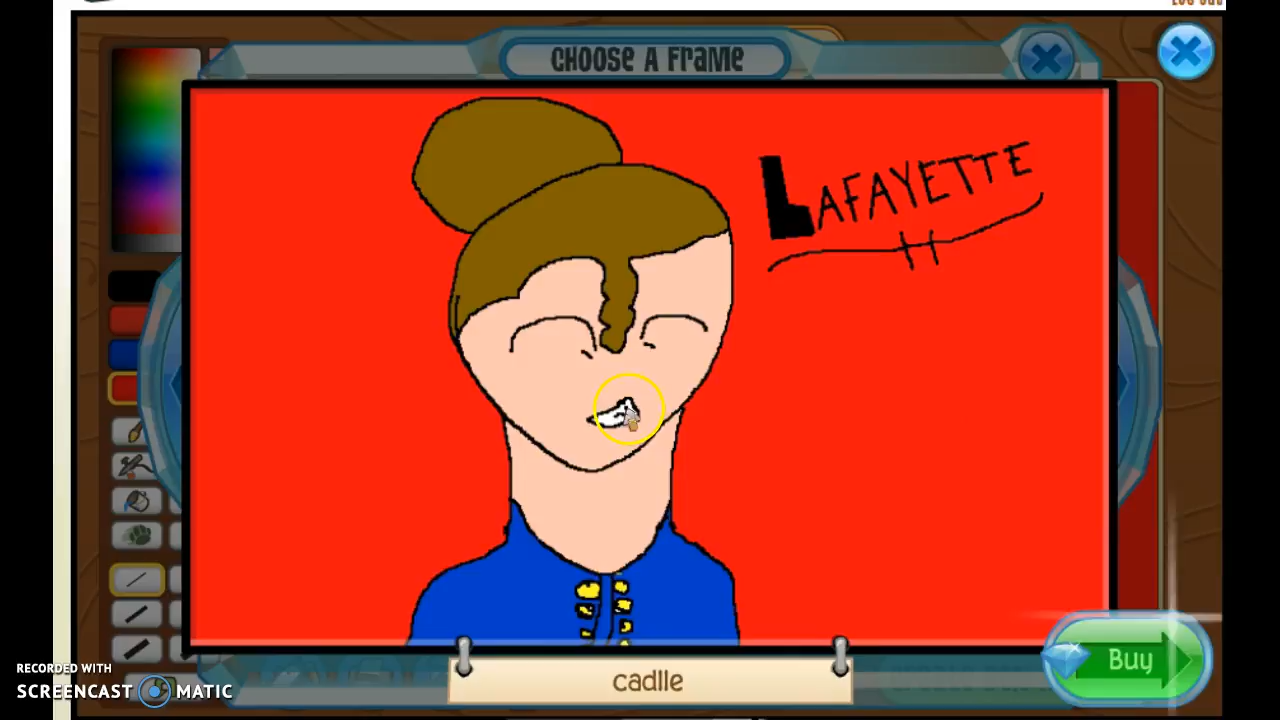 CHOOSE A FRAME
LAFAYETTE
Buy
cadlle
RECORDED WITH
SCREENCAST MATIC